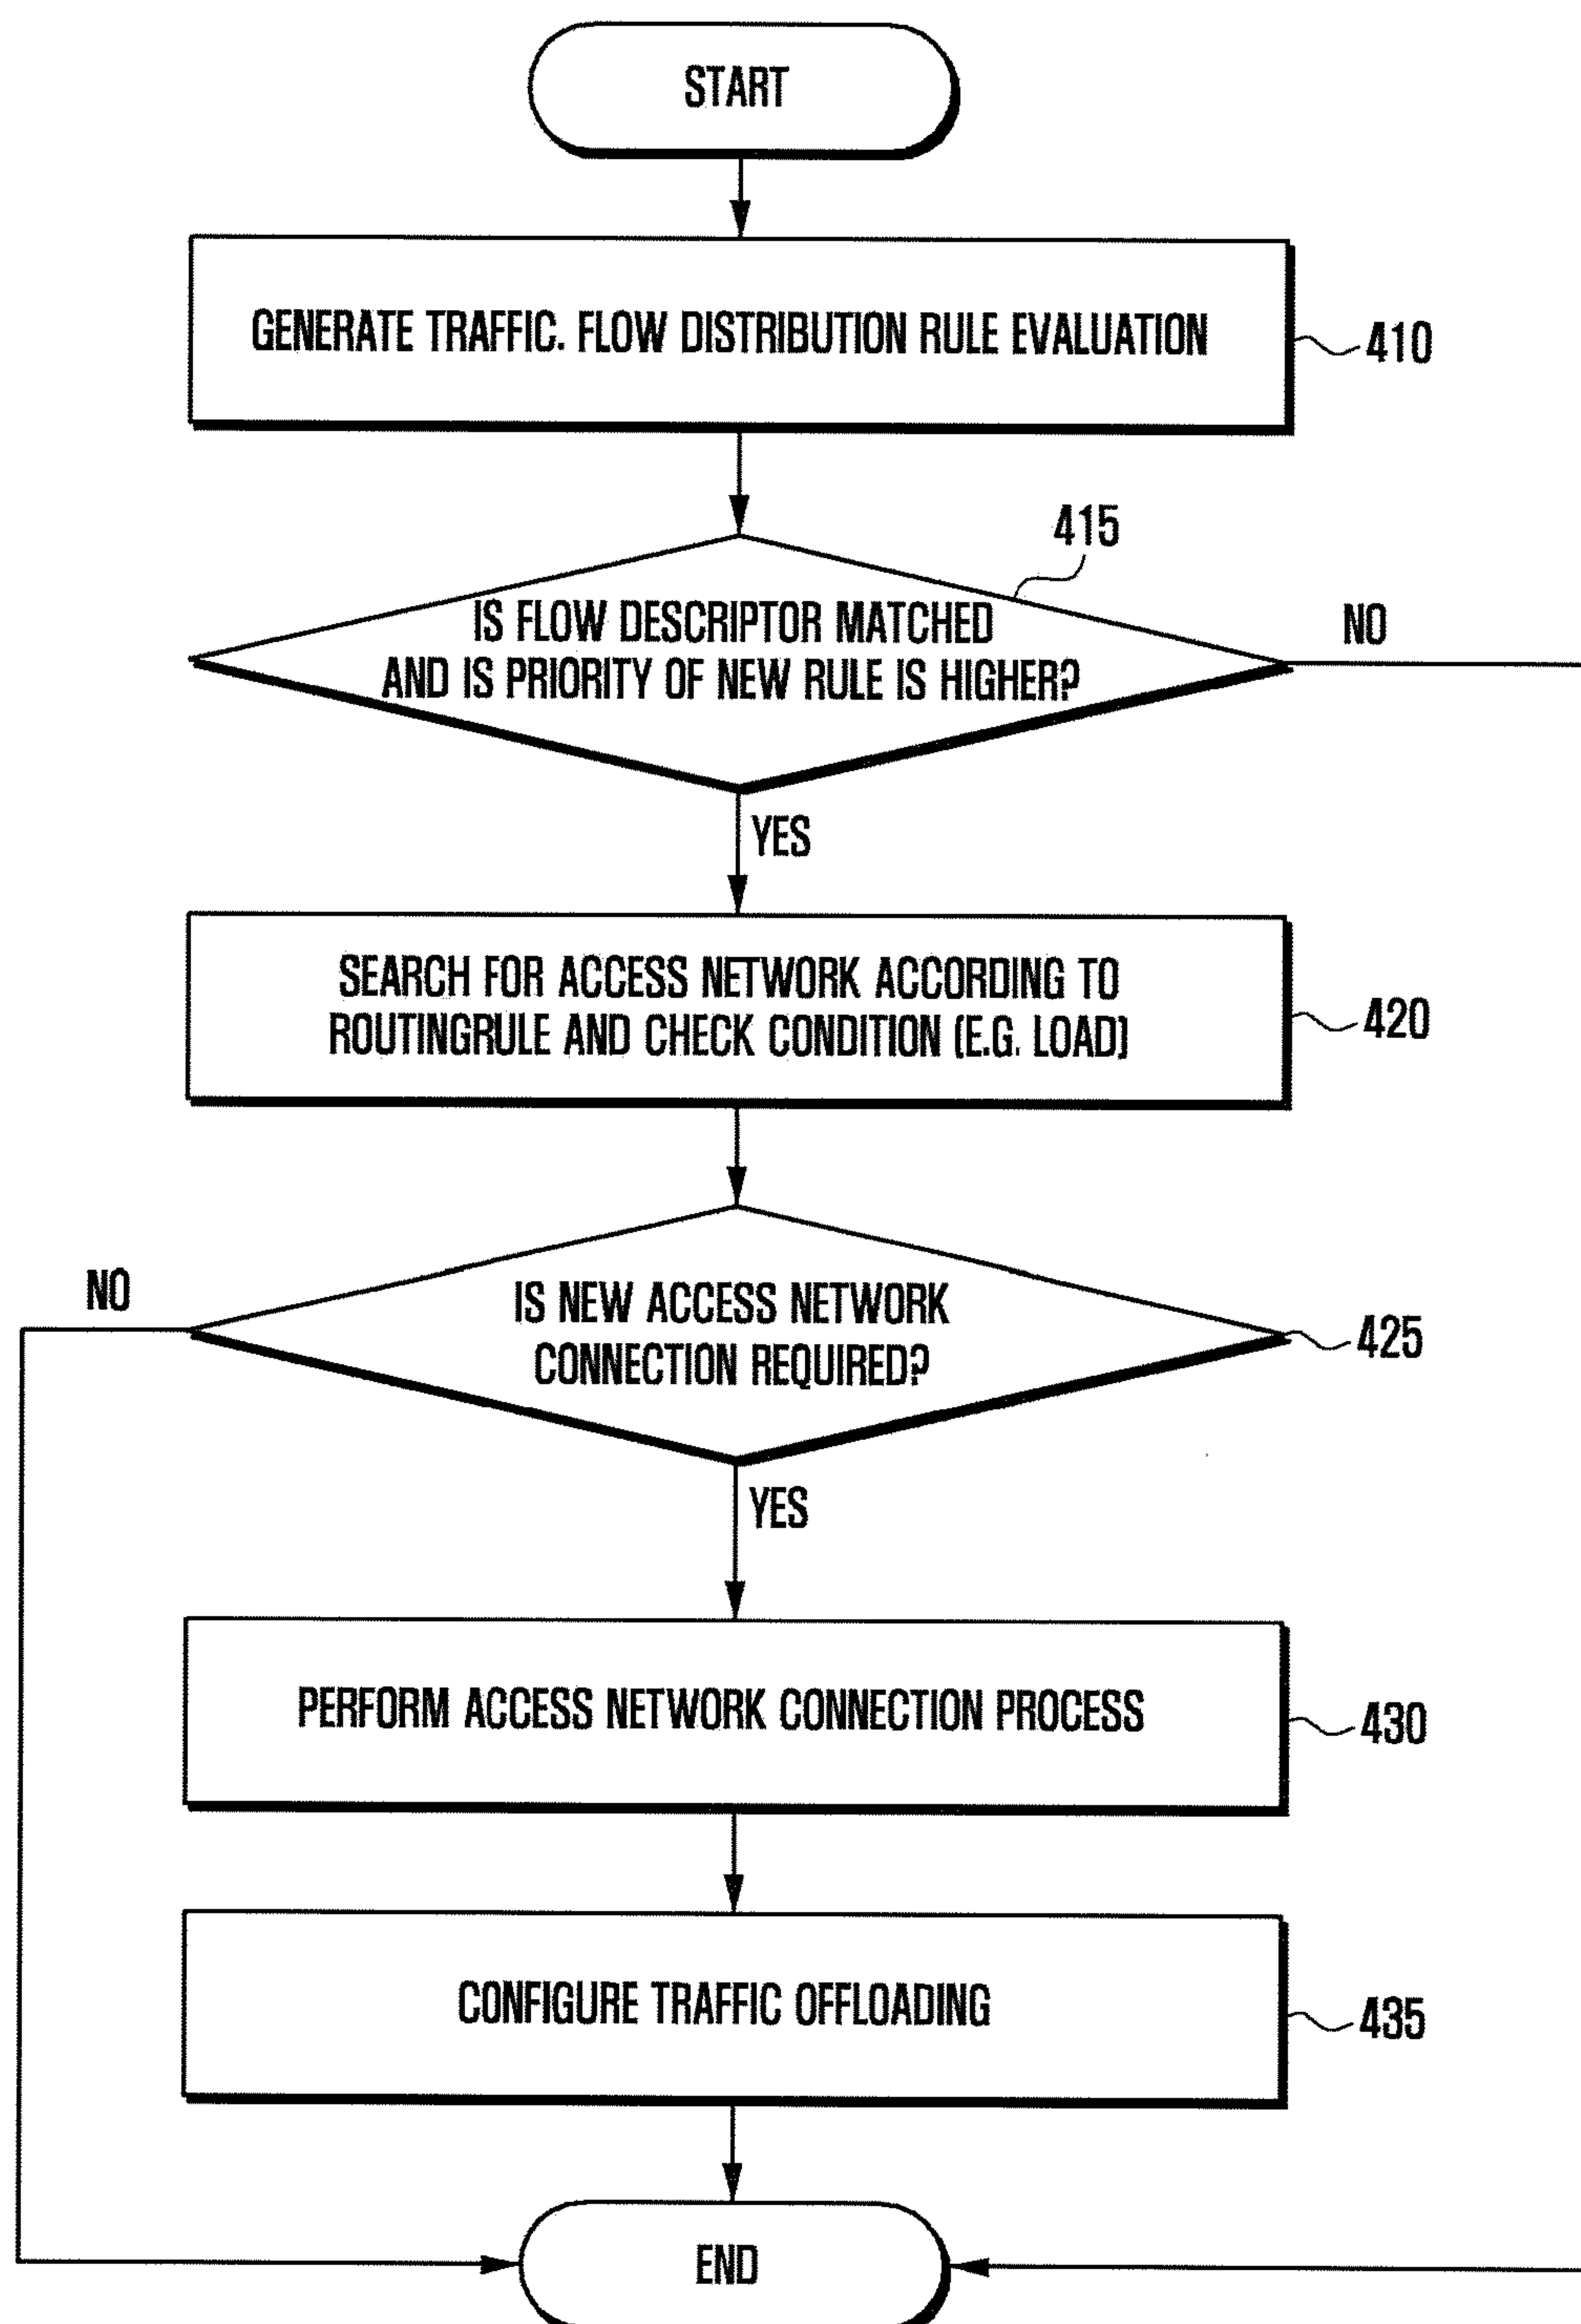 START
GENERATE TRAFFIC. FLOW DISTRIBUTION RULE EVALUATION
410
415
IS FLOW DESCRIPTOR MATCHED
AND IS PRIORITY OF NEW RULE IS HIGHER?
NO
YES
SEARCH FOR ACCESS NETWORK ACCORDING TO
ROUTINGRULE AND CHECK CONDITION (E.G. LOAD)
420
NO
IS NEW ACCESS NETWORK
CONNECTION REQUIRED?
425
YES
PERFORM ACCESS NETWORK CONNECTION PROCESS
430
CONFIGURE TRAFFIC OFFLOADING
435
END